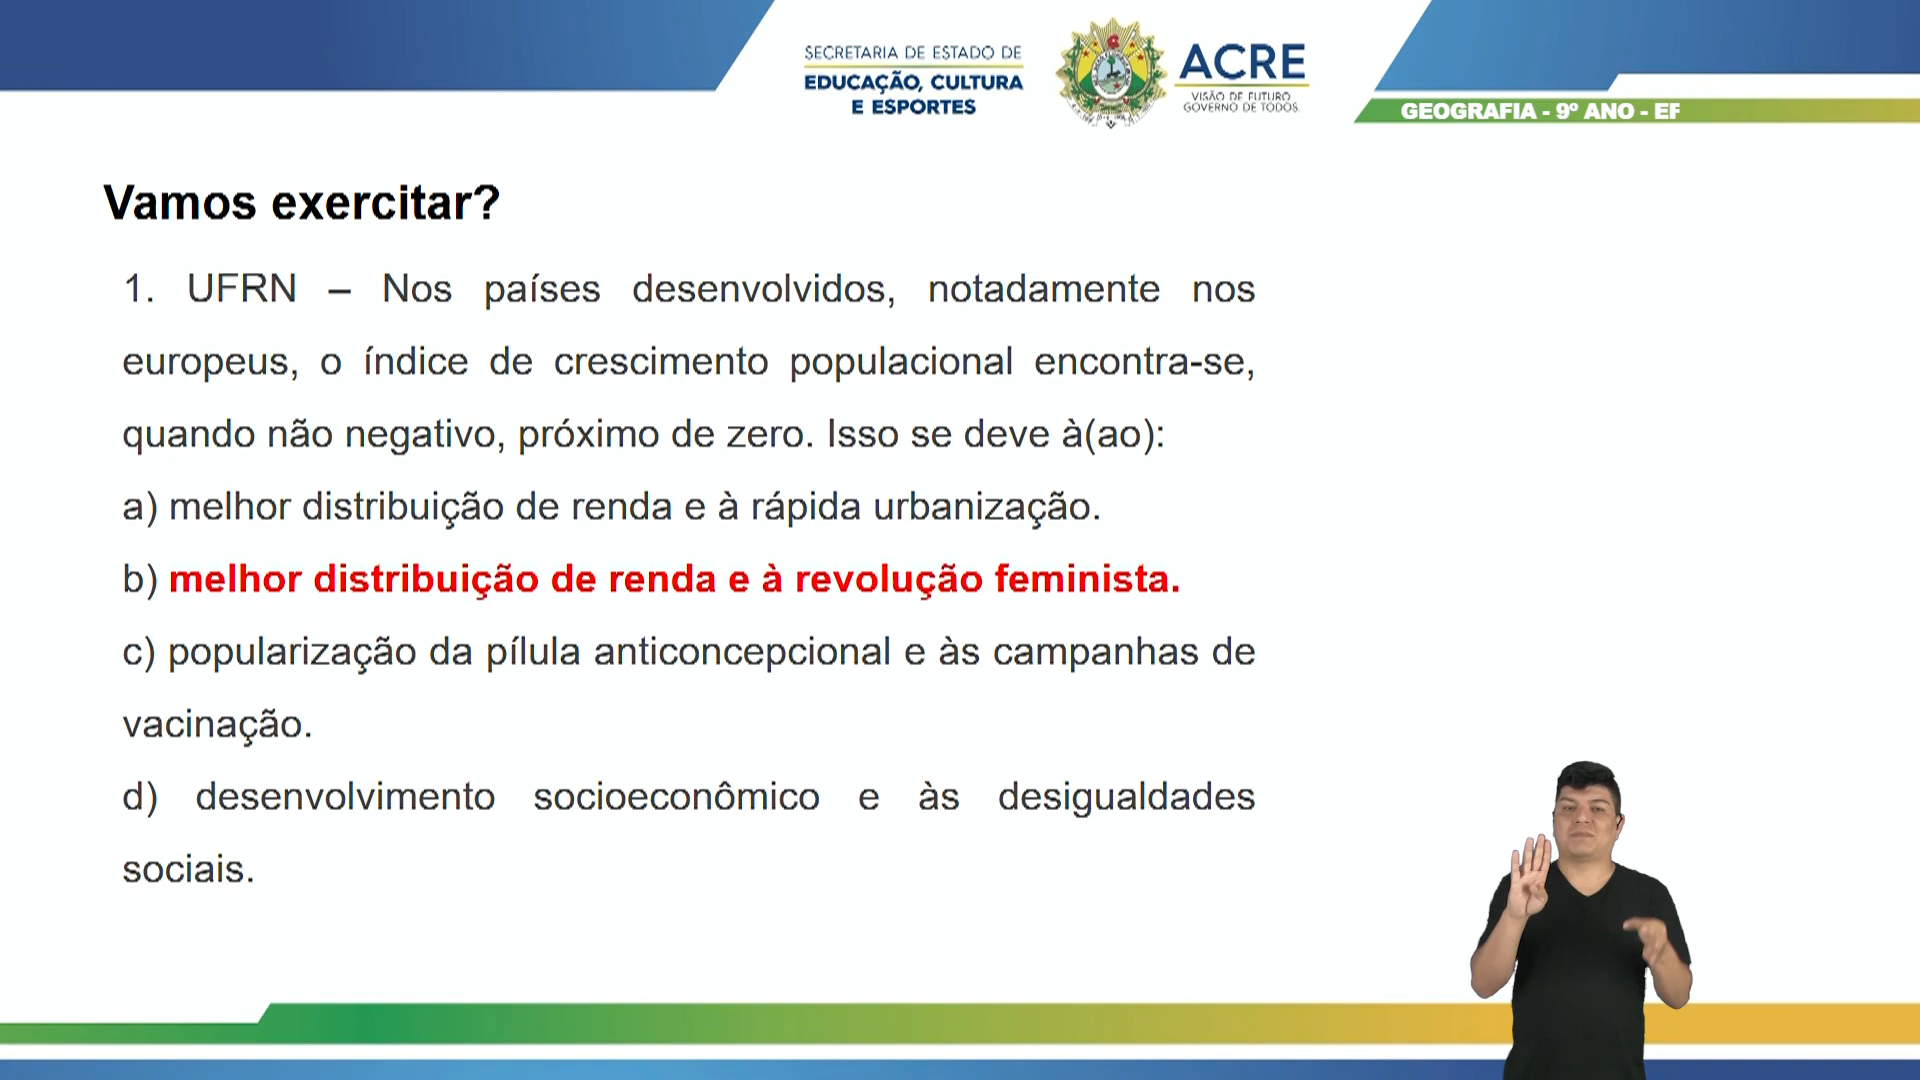 SECRETARIA DE ESTADO DE
EDUCAÇÃO, CULTURA
E ESPORTES
ACRE
VISÃO DE FUTURO
GOVERNO DE TODOS
GEOGRAFIA - 9º ANO - EF
Vamos exercitar?
1. UFRN – Nos países desenvolvidos, notadamente nos
europeus, o índice de crescimento populacional encontra-se,
quando não negativo, próximo de zero. Isso se deve à(ao):
a) melhor distribuição de renda e à rápida urbanização.
b) melhor distribuição de renda e à revolução feminista.
c) popularização da pílula anticoncepcional e às campanhas de
vacinação.
d) desenvolvimento socioeconômico e às desigualdades
sociais.